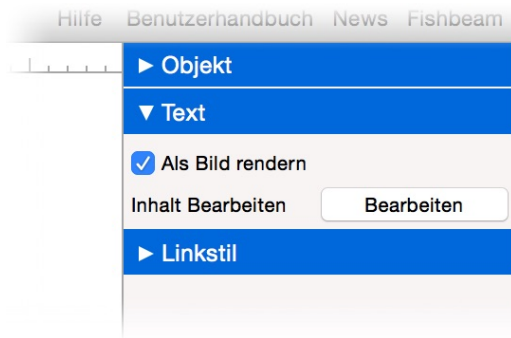 Hilfe Benutzerhandbuch News Fishbeam
Objekt
Text
Als Bild rendern
Inhalt Bearbeiten Bearbeiten
Linkstil